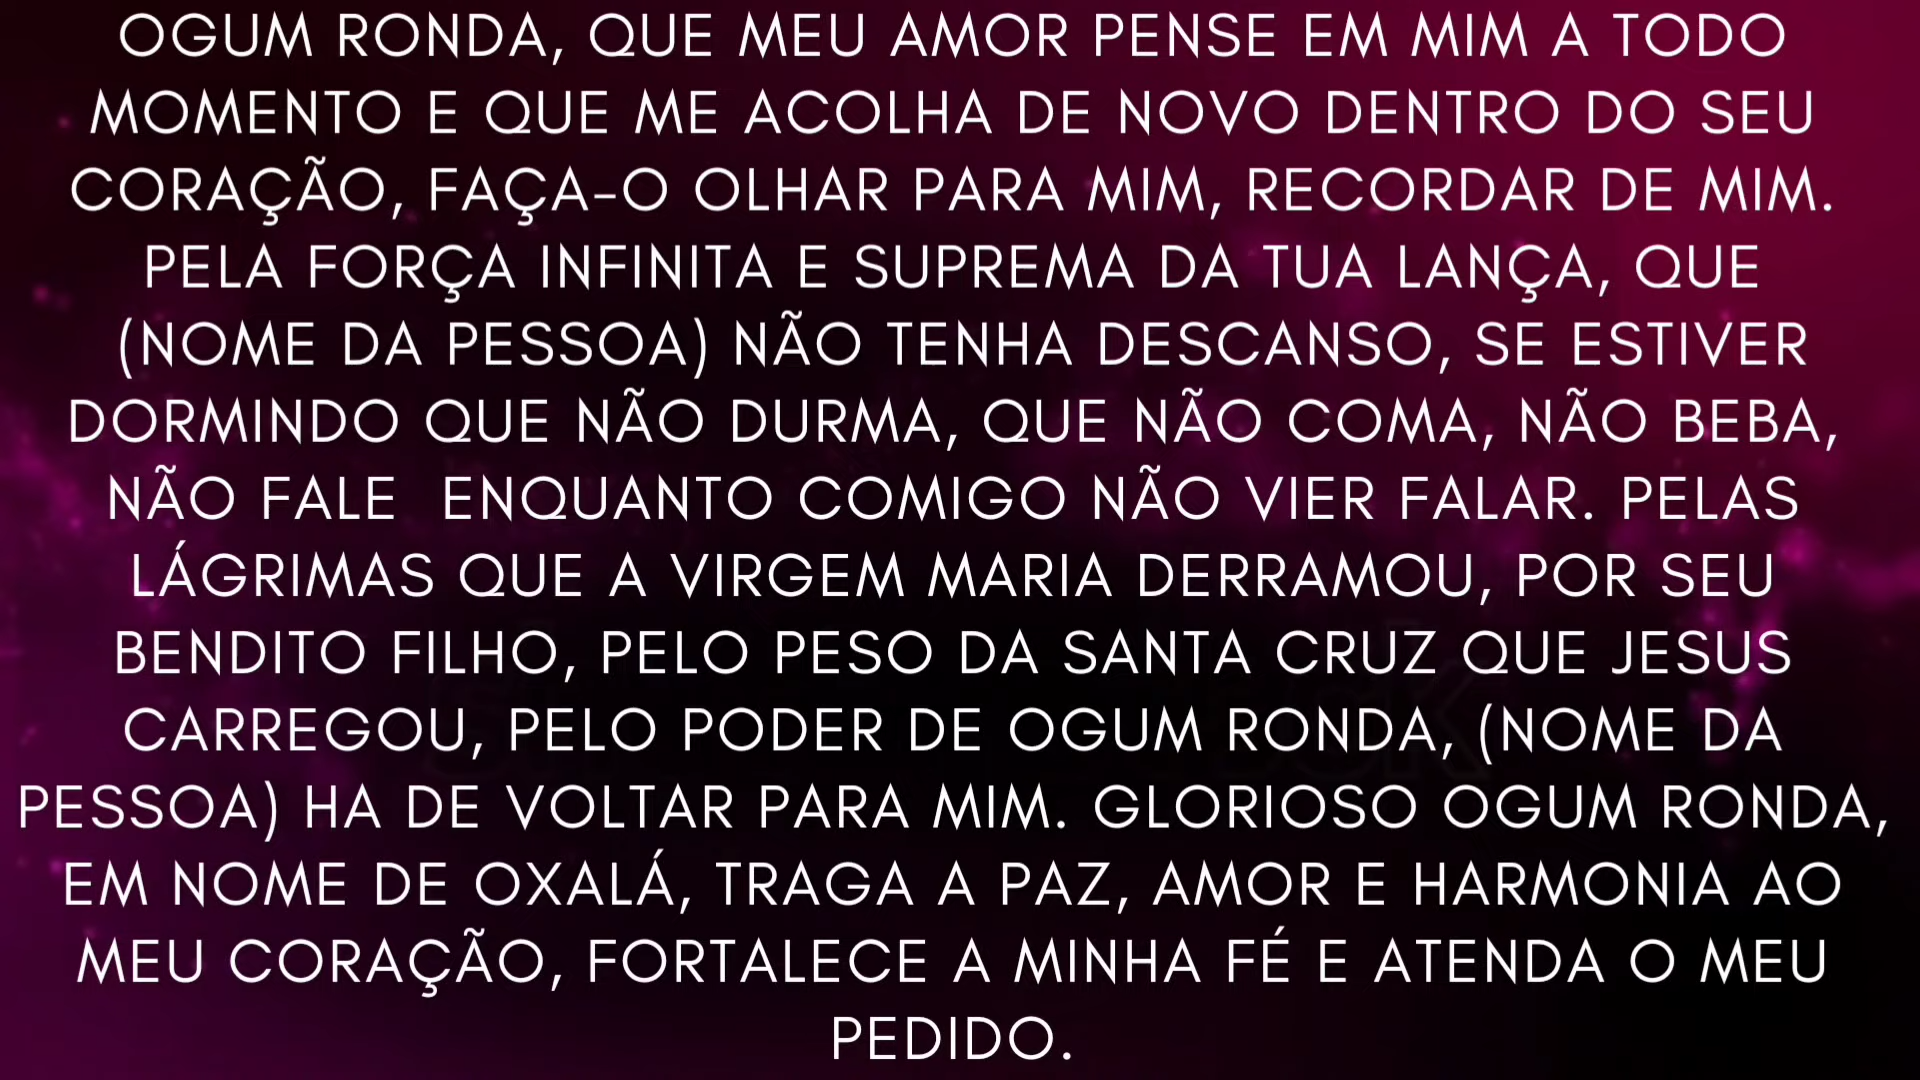 OGUM RONDA, QUE MEU AMOR PENSE EM MIM A TODO
MOMENTO E QUE ME ACOLHA DE NOVO DENTRO DO SEU
CORAÇÃO, FAÇA-O OLHAR PARA MIM, RECORDAR DE MIM.
PELA FORÇA INFINITA E SUPREMA DA TUA LANÇA, QUE
(NOME DA PESSOA) NÃO TENHA DESCANSO, SE ESTIVER
DORMINDO QUE NÃO DURMA, QUE NÃO COMA, NÃO BEBA,
NÃO FALE  ENQUANTO COMIGO NÃO VIER FALAR. PELAS
LÁGRIMAS QUE A VIRGEM MARIA DERRAMOU, POR SEU
BENDITO FILHO, PELO PESO DA SANTA CRUZ QUE JESUS
CARREGOU, PELO PODER DE OGUM RONDA, (NOME DA
PESSOA) HA DE VOLTAR PARA MIM. GLORIOSO OGUM RONDA,
EM NOME DE OXALÁ, TRAGA A PAZ, AMOR E HARMONIA AO
MEU CORAÇÃO, FORTALECE A MINHA FÉ E ATENDA O MEU
PEDIDO.